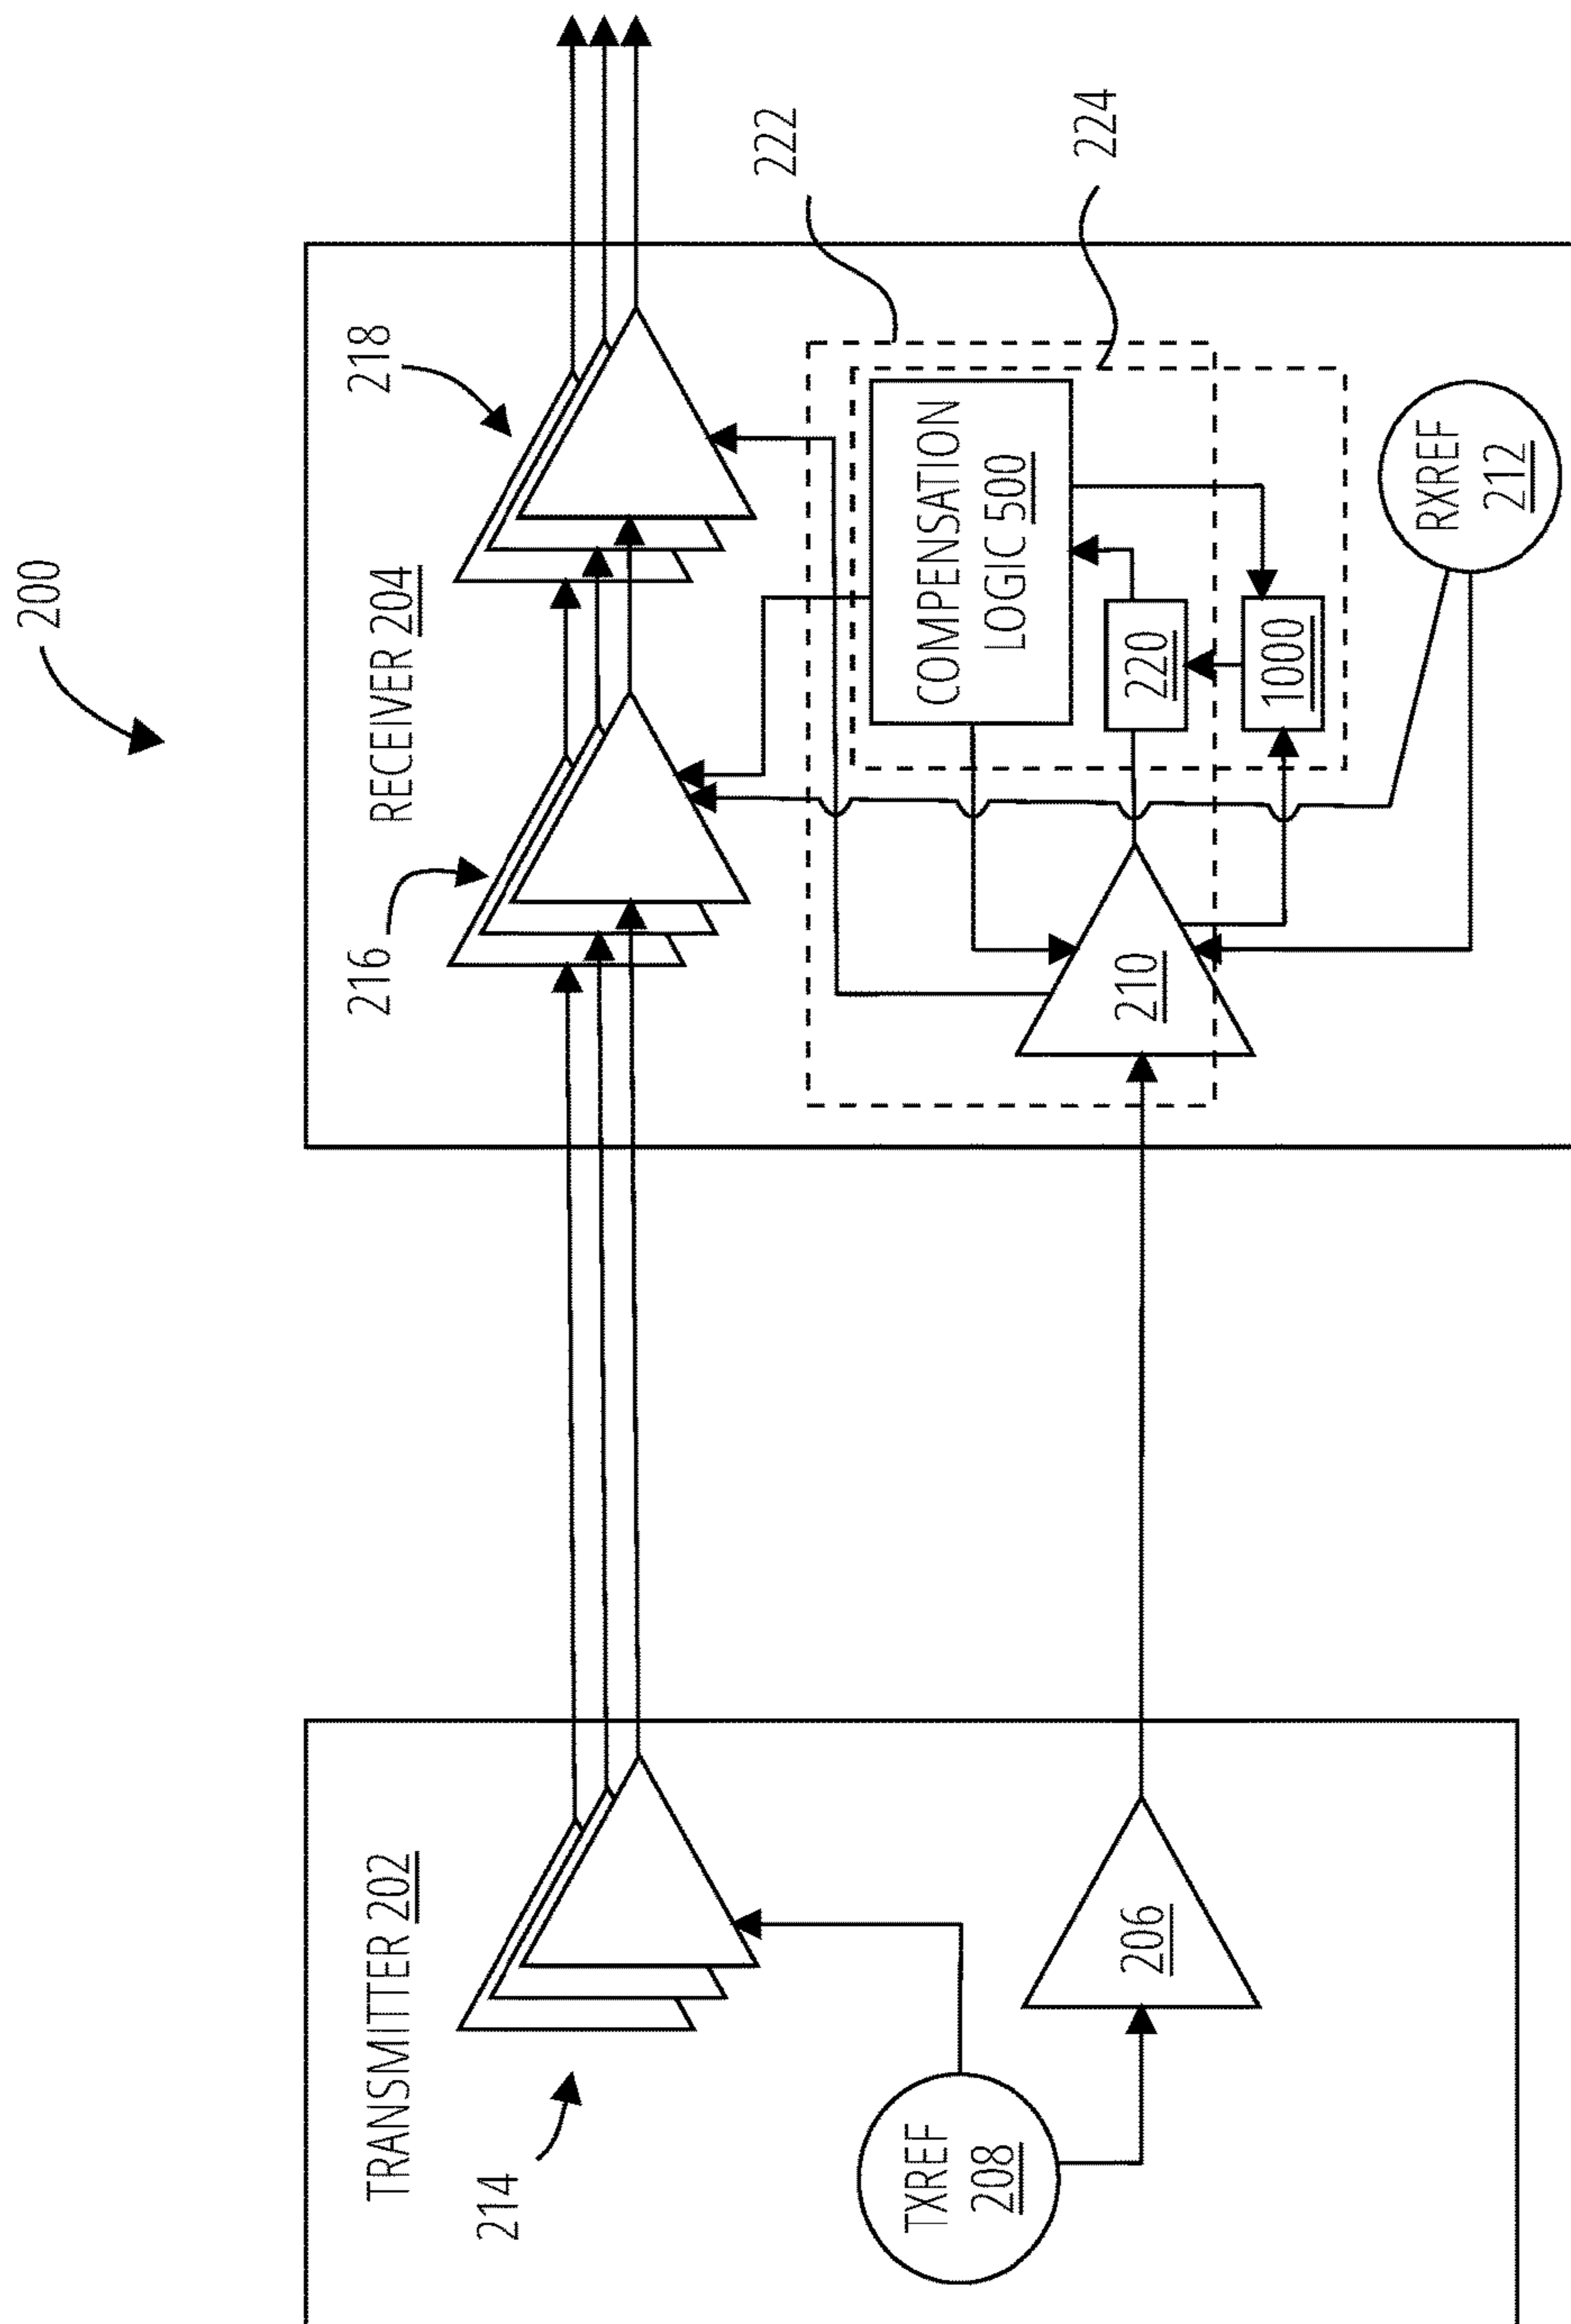 200
TRANSMITTER 202
214
TXREF
208
206
RECEIVER 204
216
218
210
COMPENSATION
LOGIC 500
220
1000
RXREF
212
222
224